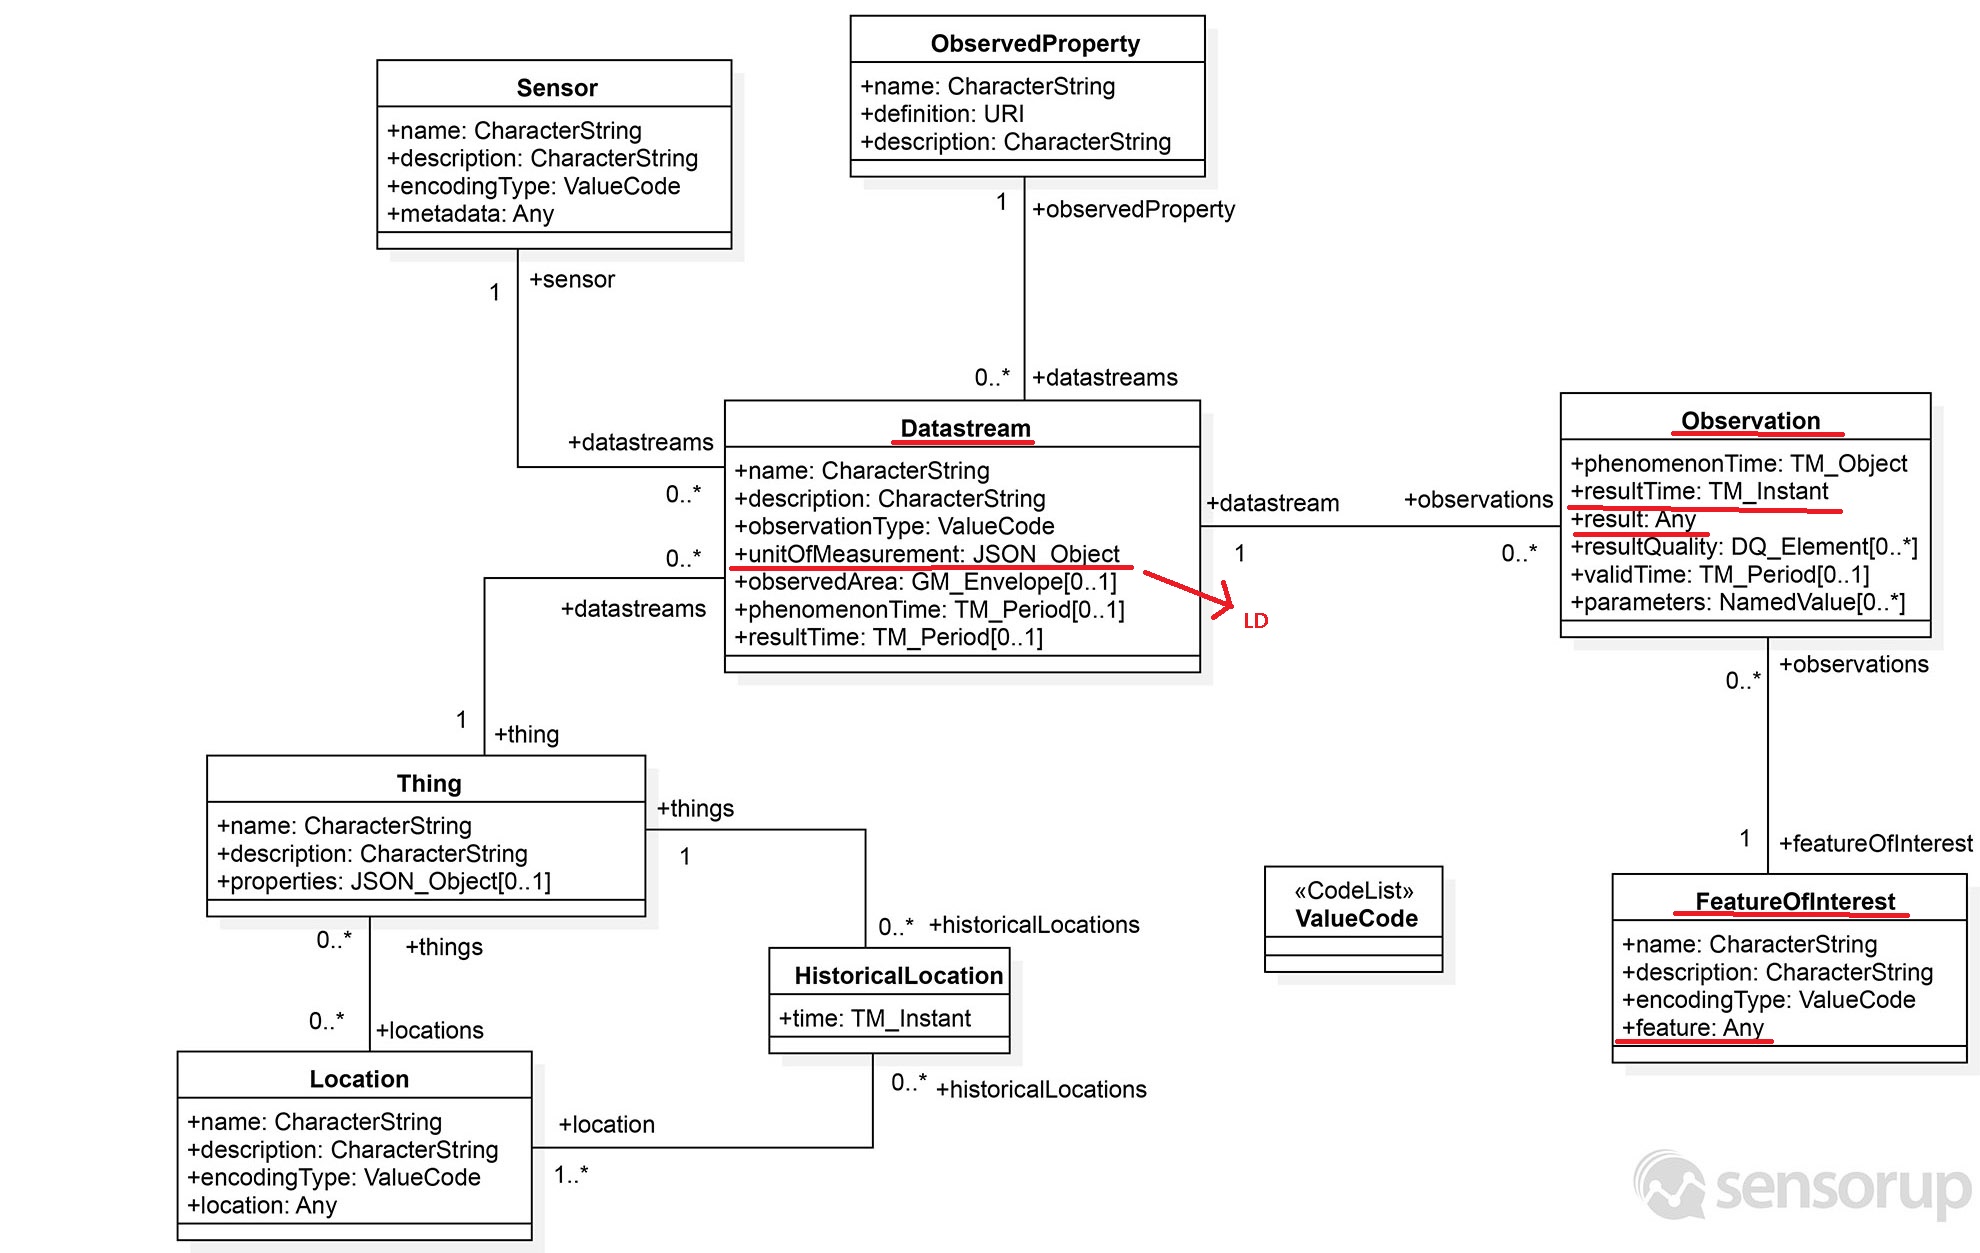 ObservedProperty
+name: CharacterString
+definition: URI
+description: CharacterString
Sensor
+name: CharacterString
+description: CharacterString
+encodingType: ValueCode
+metadata: Any
1
+observedProperty
+sensor
1
0..*
+datastreams
Datastream
+name: CharacterString
+description: CharacterString
+observationType: ValueCode
+unitOfMeasurement: JSON_Object
+observedArea: GM_Envelope[0..1]
+phenomenonTime: TM_Period[0..1]
+resultTime: TM_Period[0..1]
+datastreams
0..*
0..*
+datastreams
+datastream
1
+observations
0..*
LD
Observation
+phenomenonTime: TM_Object
+resultTime: TM_Instant
+result: Any
+resultQuality: DQ_Element[0..*]
+validTime: TM_Period[0..1]
+parameters: NamedValue[0..*]
+observations
0..*
1
+thing
Thing
+name: CharacterString
+description: CharacterString
+properties: JSON_Object[0..1]
+things
1
1
+featureOfInterest
FeatureOfInterest
+name: CharacterString
+description: CharacterString
+encodingType: ValueCode
+feature: Any
«CodeList»
ValueCode
0..*
+things
0..*
+historicalLocations
HistoricalLocation
+time: TM_Instant
0..*
+locations
0..*
+historicalLocations
Location
+name: CharacterString
+description: CharacterString
+encodingType: ValueCode
+location: Any
+location
1..*
sensorup